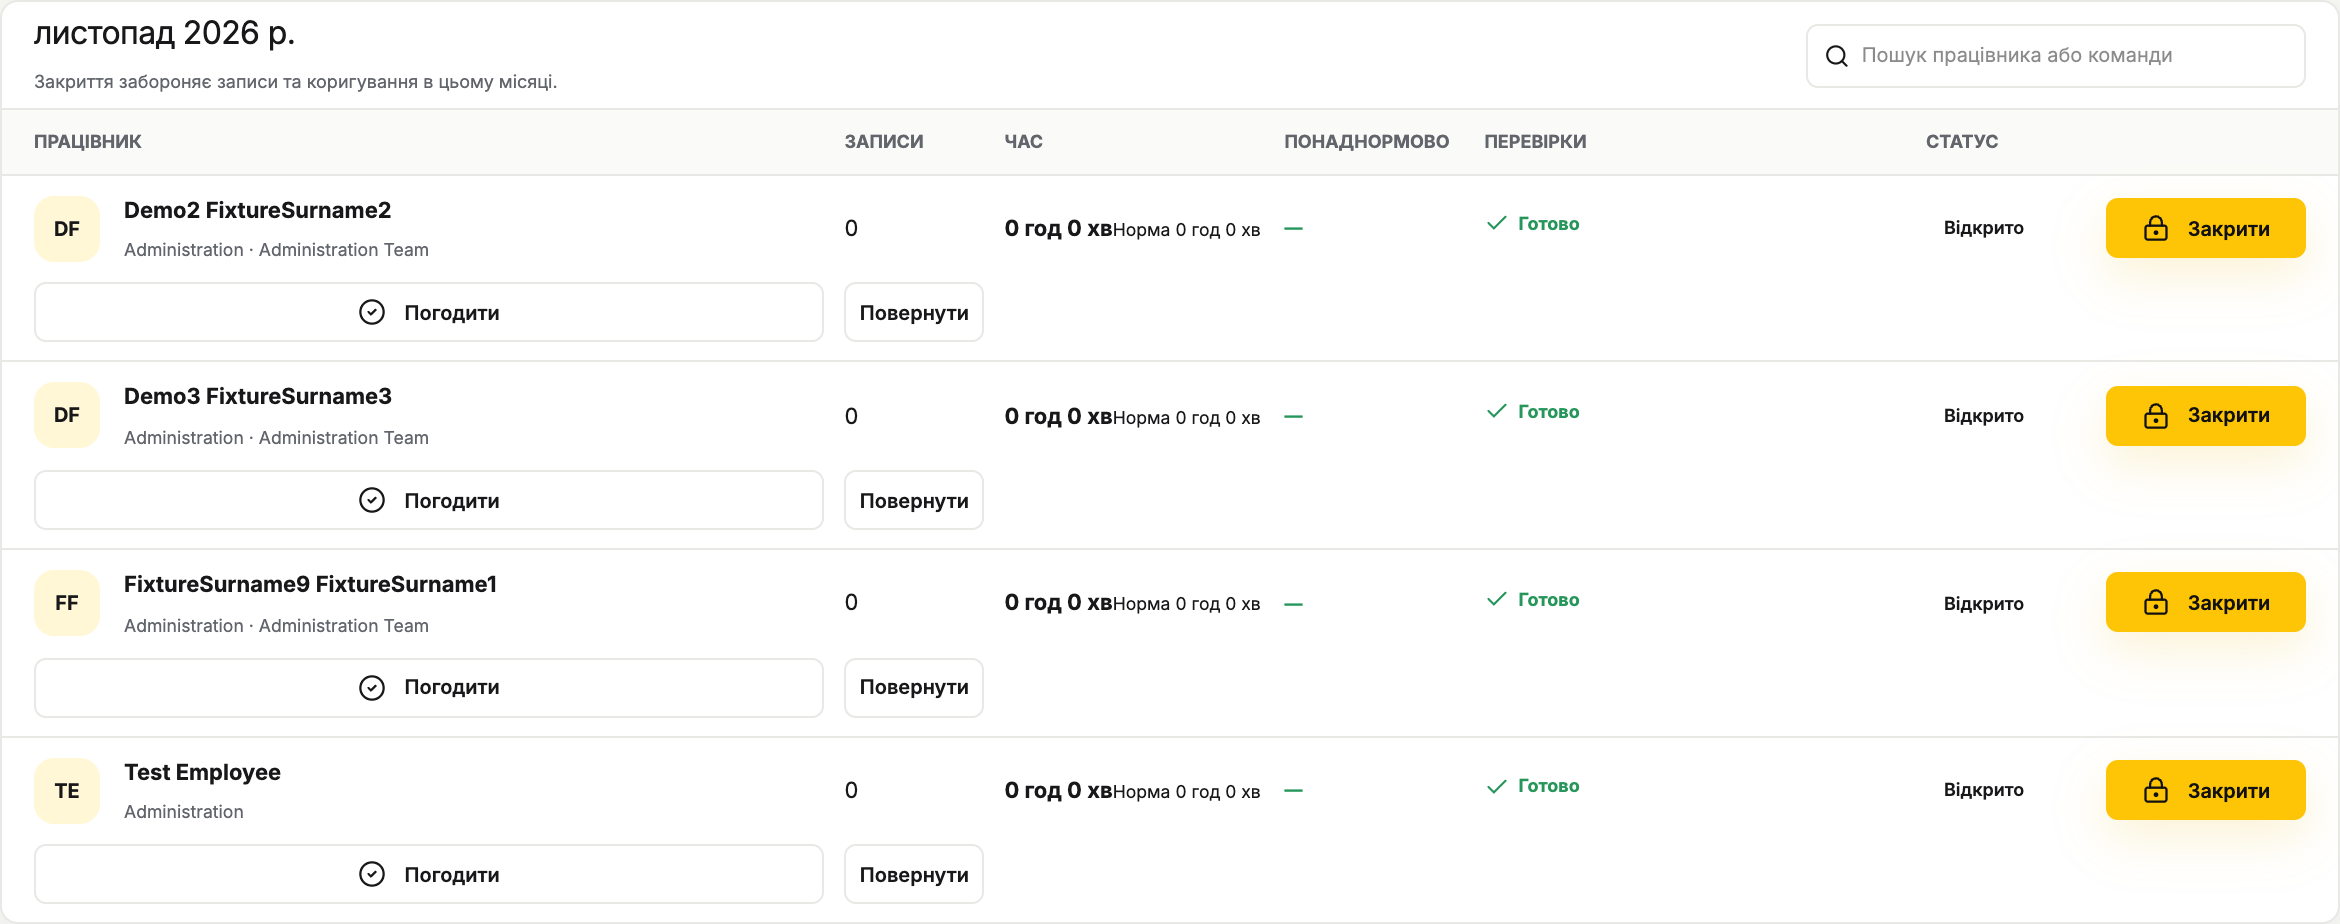 листопад 2026 р.
Закриття забороняє записи та коригування в цьому місяці.
Пошук працівника або команди
ПРАЦІВНИК ЗАПИСИ ЧАС ПОНАДНОРМОВО ПЕРЕВІРКИ СТАТУС
DF Demo2 FixtureSurname2 0 0 год 0 хвНорма 0 год 0 хв — Готово Відкрито Закрити
Administration · Administration Team
Погодити Повернути
DF Demo3 FixtureSurname3 0 0 год 0 хвНорма 0 год 0 хв — Готово Відкрито Закрити
Administration · Administration Team
Погодити Повернути
FF FixtureSurname9 FixtureSurname1 0 0 год 0 хвНорма 0 год 0 хв — Готово Відкрито Закрити
Administration · Administration Team
Погодити Повернути
TE Test Employee 0 0 год 0 хвНорма 0 год 0 хв — Готово Відкрито Закрити
Administration
Погодити Повернути